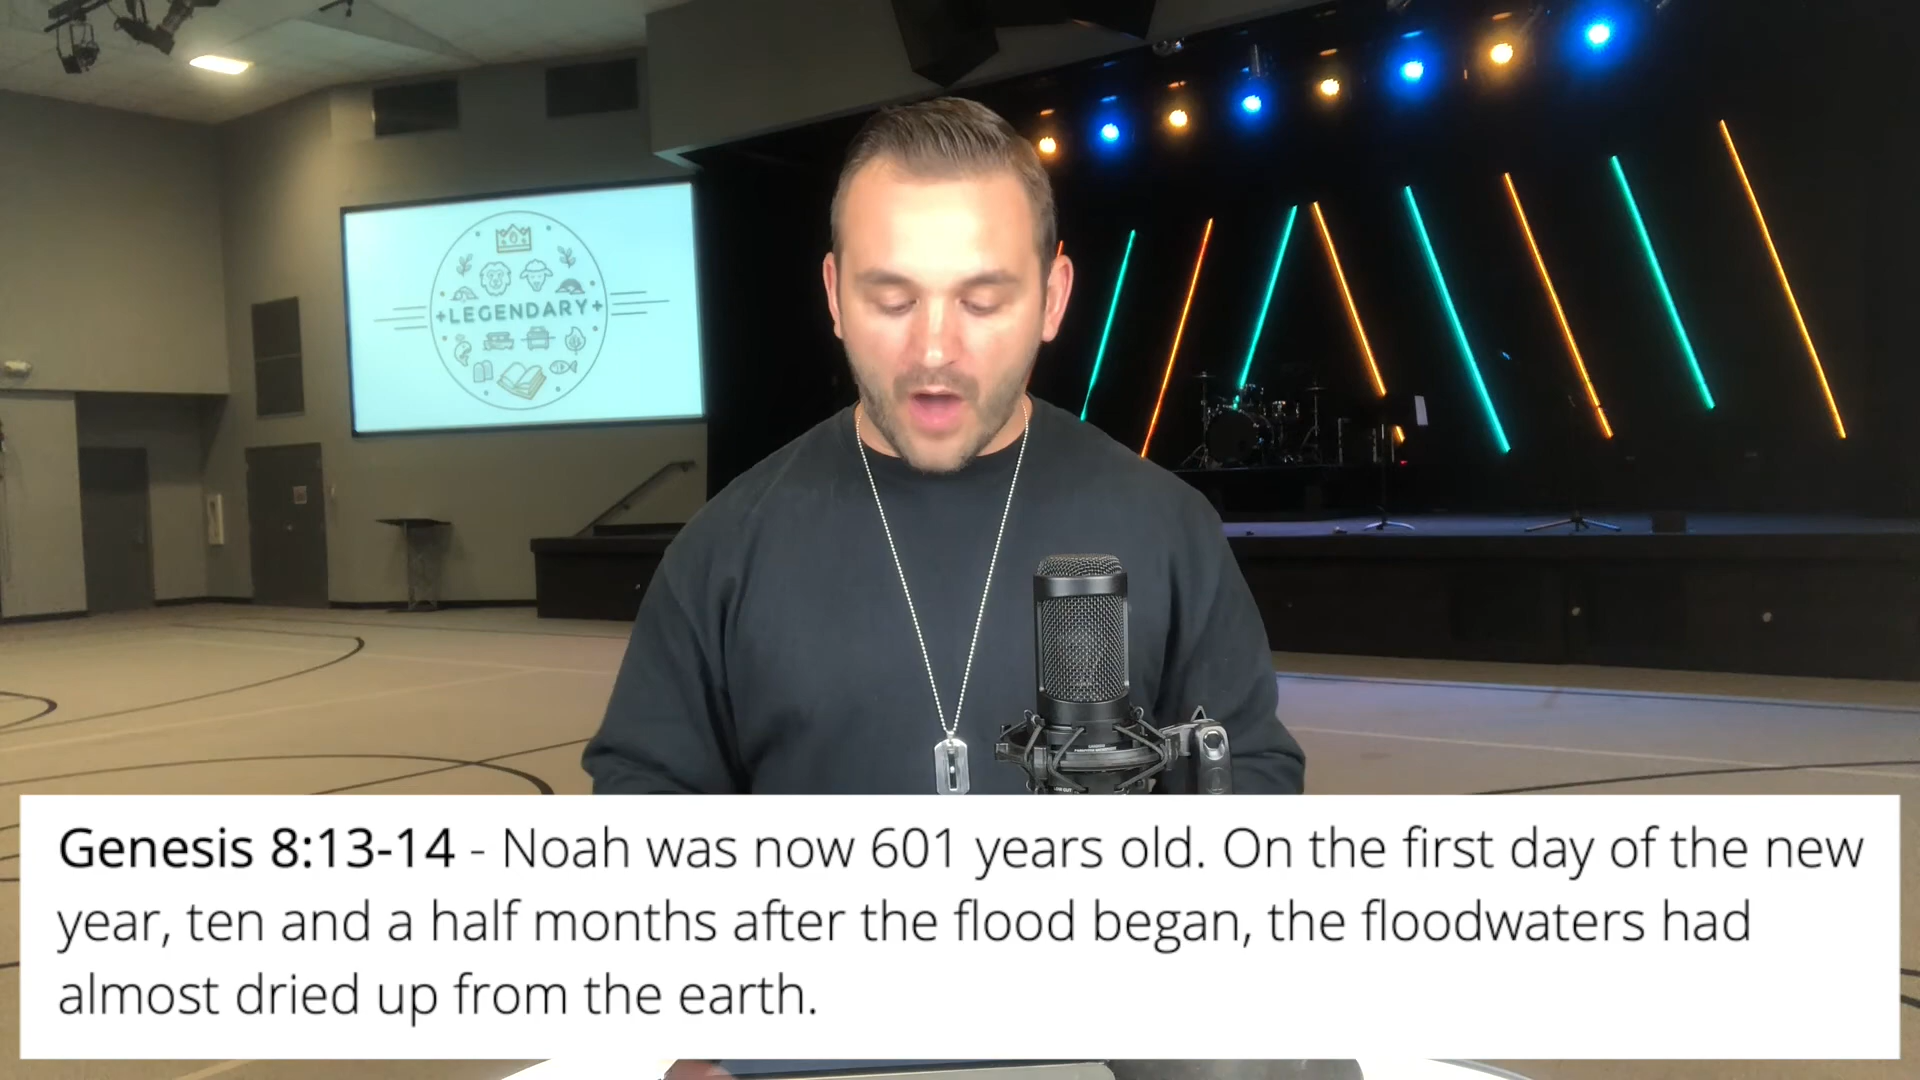 +LEGENDARY+
Genesis 8:13-14 - Noah was now 601 years old. On the first day of the new
year, ten and a half months after the flood began, the floodwaters had
almost dried up from the earth.